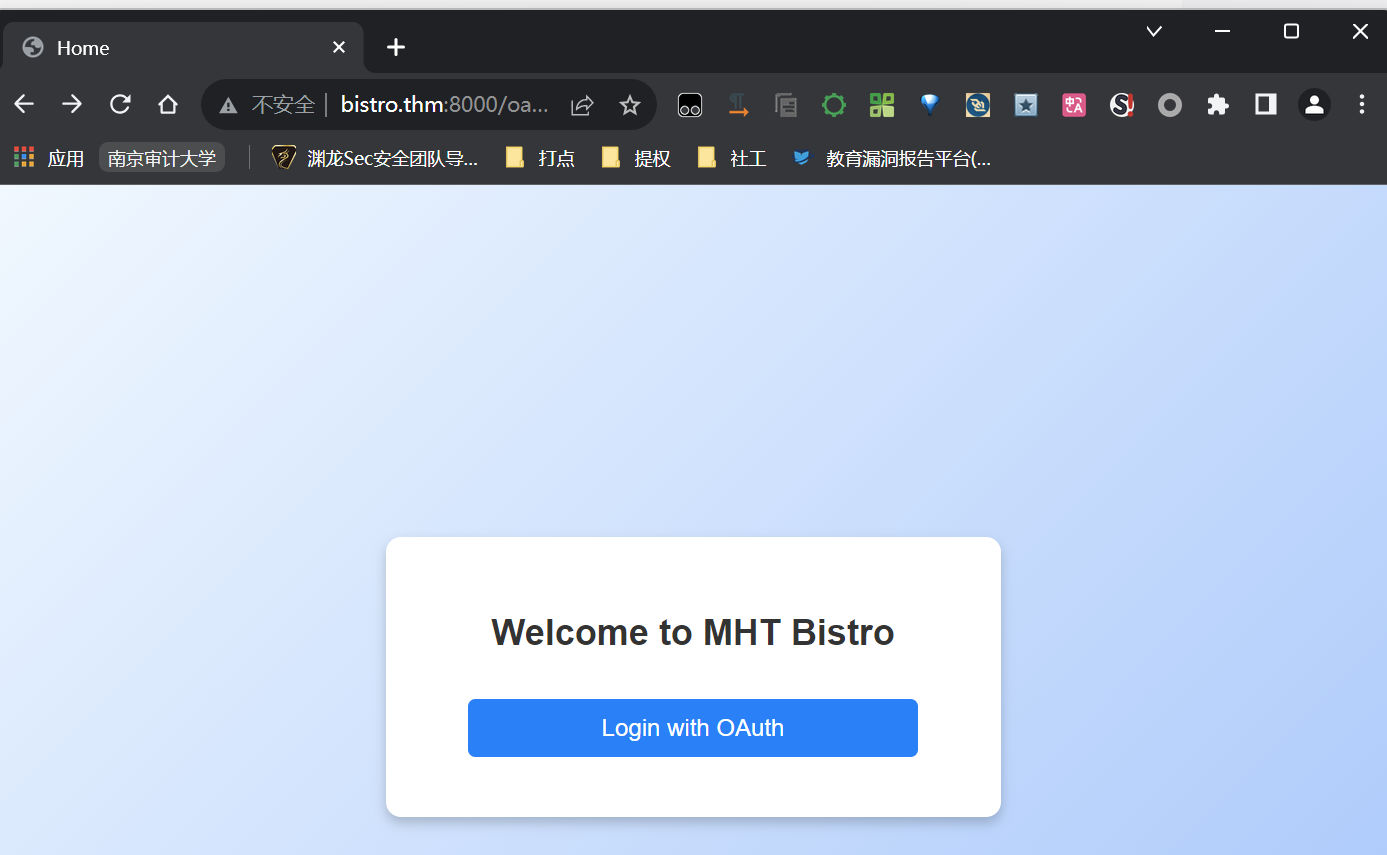 Home
不安全 bistro.thm:8000/oa...
应用 南京审计大学 渊龙Sec安全团队导... 打点 提权 社工 教育漏洞报告平台(...
Welcome to MHT Bistro
Login with OAuth